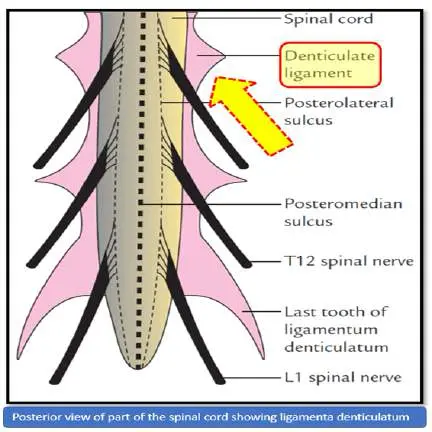 Spinal cord
Denticulate
ligament
Posterolateral
sulcus
Posteromedian
sulcus
T12 spinal nerve
Last tooth of
ligamentum
denticulatum
L1 spinal nerve
Posterior view of part of the spinal cord showing ligamenta denticulatum